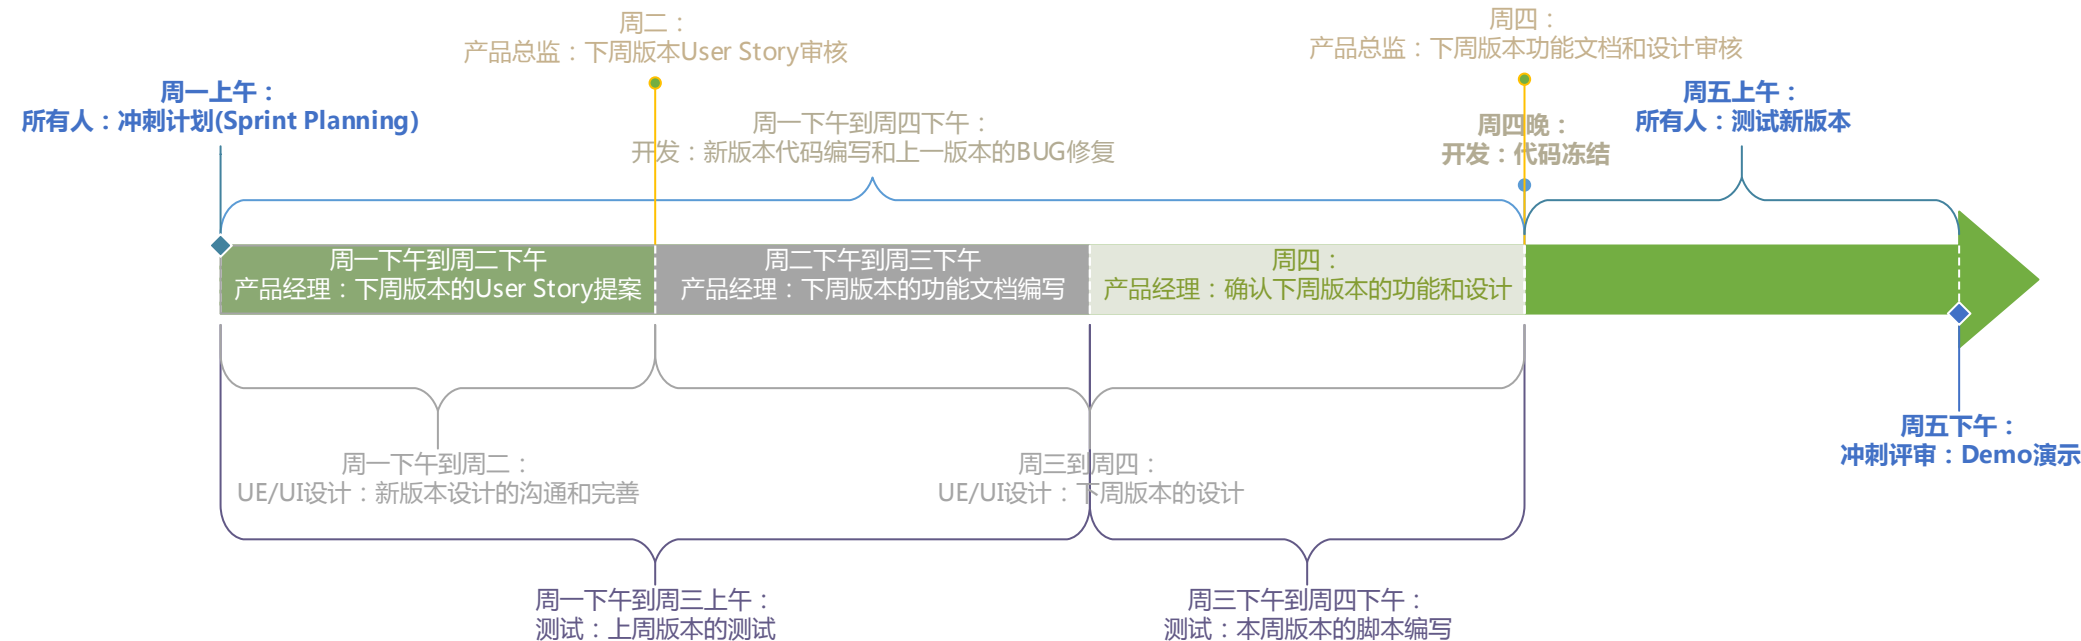 周二：
产品总监：下周版本User Story审核
周四：
产品总监：下周版本功能文档和设计审核
周一上午：
所有人：冲刺计划(Sprint Planning)
周一下午到周四下午：
开发：新版本代码编写和上一版本的BUG修复
周四晚：
开发：代码冻结
周五上午：
所有人：测试新版本
周一下午到周二下午
产品经理：下周版本的User Story提案
周二下午到周三下午
产品经理：下周版本的功能文档编写
周四：
产品经理：确认下周版本的功能和设计
周五下午：
冲刺评审：Demo演示
周一下午到周二：
UE/UI设计：新版本设计的沟通和完善
周三到周四：
UE/UI设计：下周版本的设计
周一下午到周三上午：
测试：上周版本的测试
周三下午到周四下午：
测试：本周版本的脚本编写